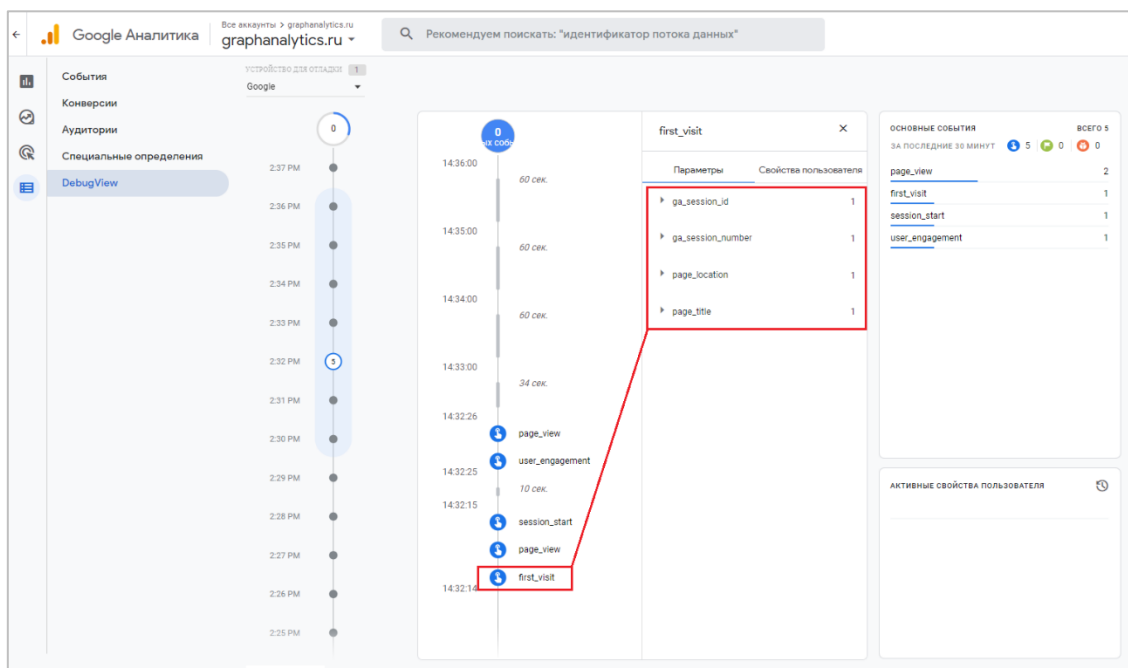 Google Аналитика
Все аккаунты > graphanalytics.ru
graphanalytics.ru
Рекомендуем поискать: "идентификатор потока данных"
События
Конверсии
Аудитории
Специальные определения
DebugView
УСТРОЙСТВО ДЛЯ ОТЛАДКИ 1
Google
0
2:37 PM
2:36 PM
2:35 PM
2:34 PM
2:33 PM
2:32 PM 5
2:31 PM
2:30 PM
2:29 PM
2:28 PM
2:27 PM
2:26 PM
2:25 PM
0
ых собы
14:36:00
60 сек.
14:35:00
60 сек.
14:34:00
60 сек.
14:33:00
34 сек.
14:32:26
page_view
user_engagement
14:32:25
10 сек.
14:32:15
session_start
page_view
first_visit
14:32:14
first_visit
Параметры Свойства пользователя
ga_session_id 1
ga_session_number 1
page_location 1
page_title 1
ОСНОВНЫЕ СОБЫТИЯ ВСЕГО 5
ЗА ПОСЛЕДНИЕ 30 МИНУТ 5 0 0
page_view 2
first_visit 1
session_start 1
user_engagement 1
АКТИВНЫЕ СВОЙСТВА ПОЛЬЗОВАТЕЛЯ